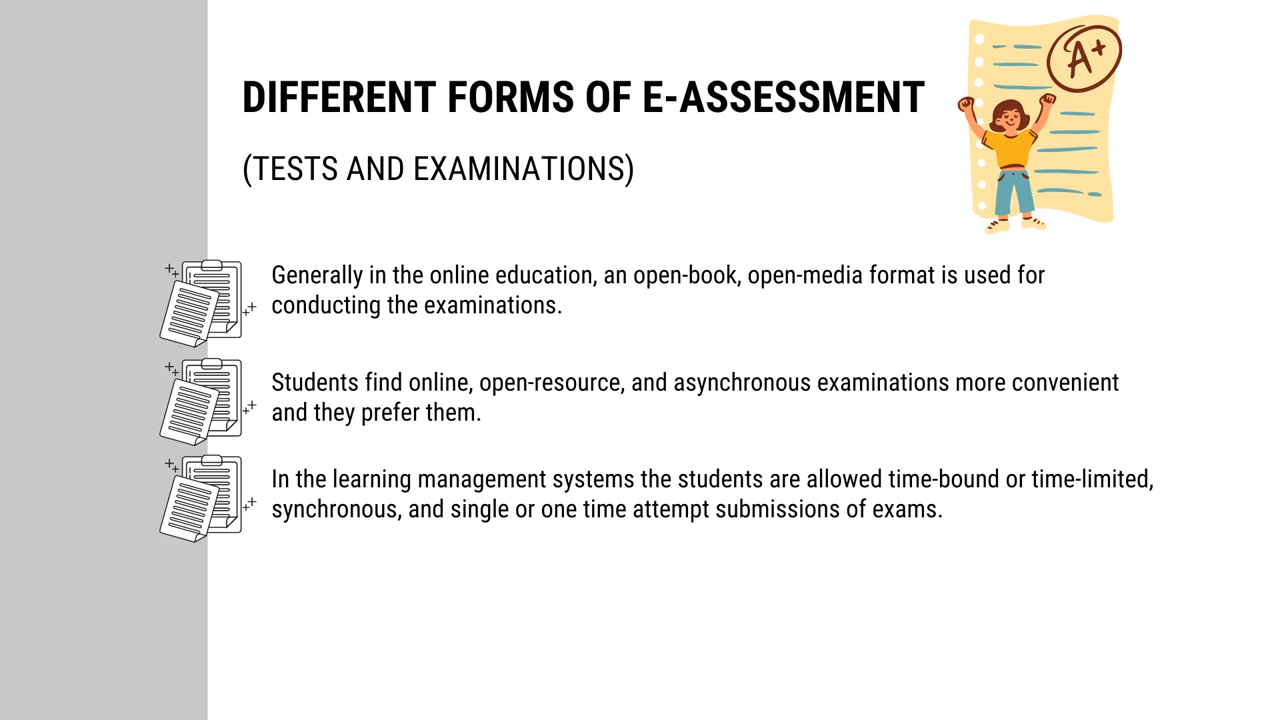 DIFFERENT FORMS OF E-ASSESSMENT
A+
(TESTS AND EXAMINATIONS)
Generally in the online education, an open-book, open-media format is used for
conducting the examinations.
Students find online, open-resource, and asynchronous examinations more convenient
and they prefer them.
In the learning management systems the students are allowed time-bound or time-limited,
synchronous, and single or one time attempt submissions of exams.